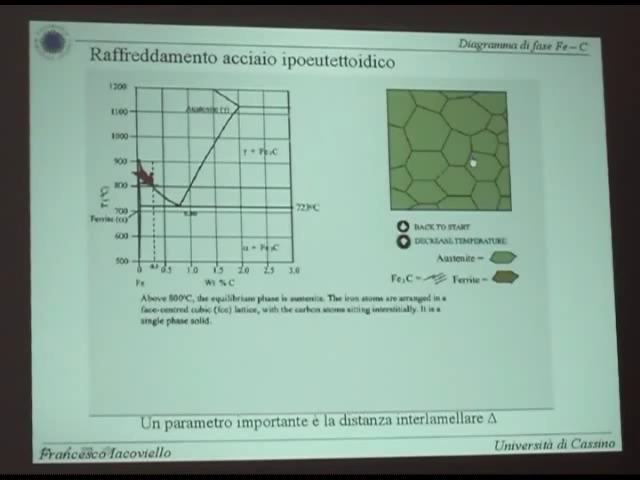 Diagramma di fase Fe - C
Raffreddamento acciaio ipoeutettoidico
1200
1100
1000
900
800
700
600
500
T (°C)
Austenite (γ)
γ + Fe₃C
723°C
0.80
Ferrite (α)
α + Fe₃C
0 0.5 1.0 1.5 2.0 2.5 3.0
Fe Wt % C
BACK TO START
DECREASE TEMPERATURE
Austenite =
Fe₃C = Ferrite =
Above 800°C, the equilibrium phase is austenite. The iron atoms are arranged in a
face-centred cubic (fcc) lattice, with the carbon atoms sitting interstitially. It is a
single phase solid.
Un parametro importante è la distanza interlamellare Δ
Francesco Iacoviello
Università di Cassino